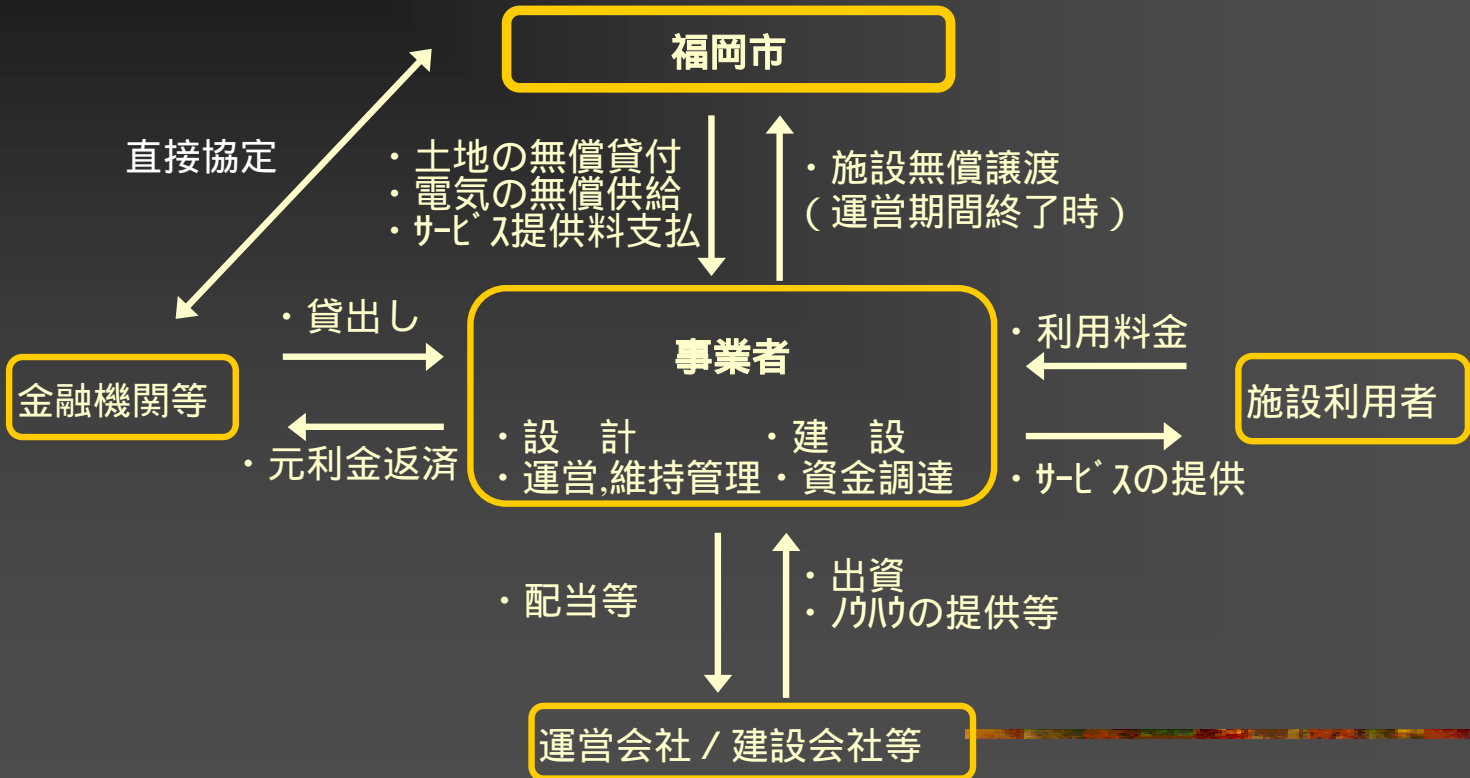 福岡市
直接協定
・土地の無償貸付
・電気の無償供給
・ｻｰﾋﾞｽ提供料支払
・施設無償譲渡
（運営期間終了時）
・貸出し
金融機関等
・元利金返済
事業者
・設　計　　　・建　設
・運営,維持管理・資金調達
・利用料金
施設利用者
・ｻｰﾋﾞｽの提供
・配当等
・出資
・ﾉｳﾊｳの提供等
運営会社／建設会社等